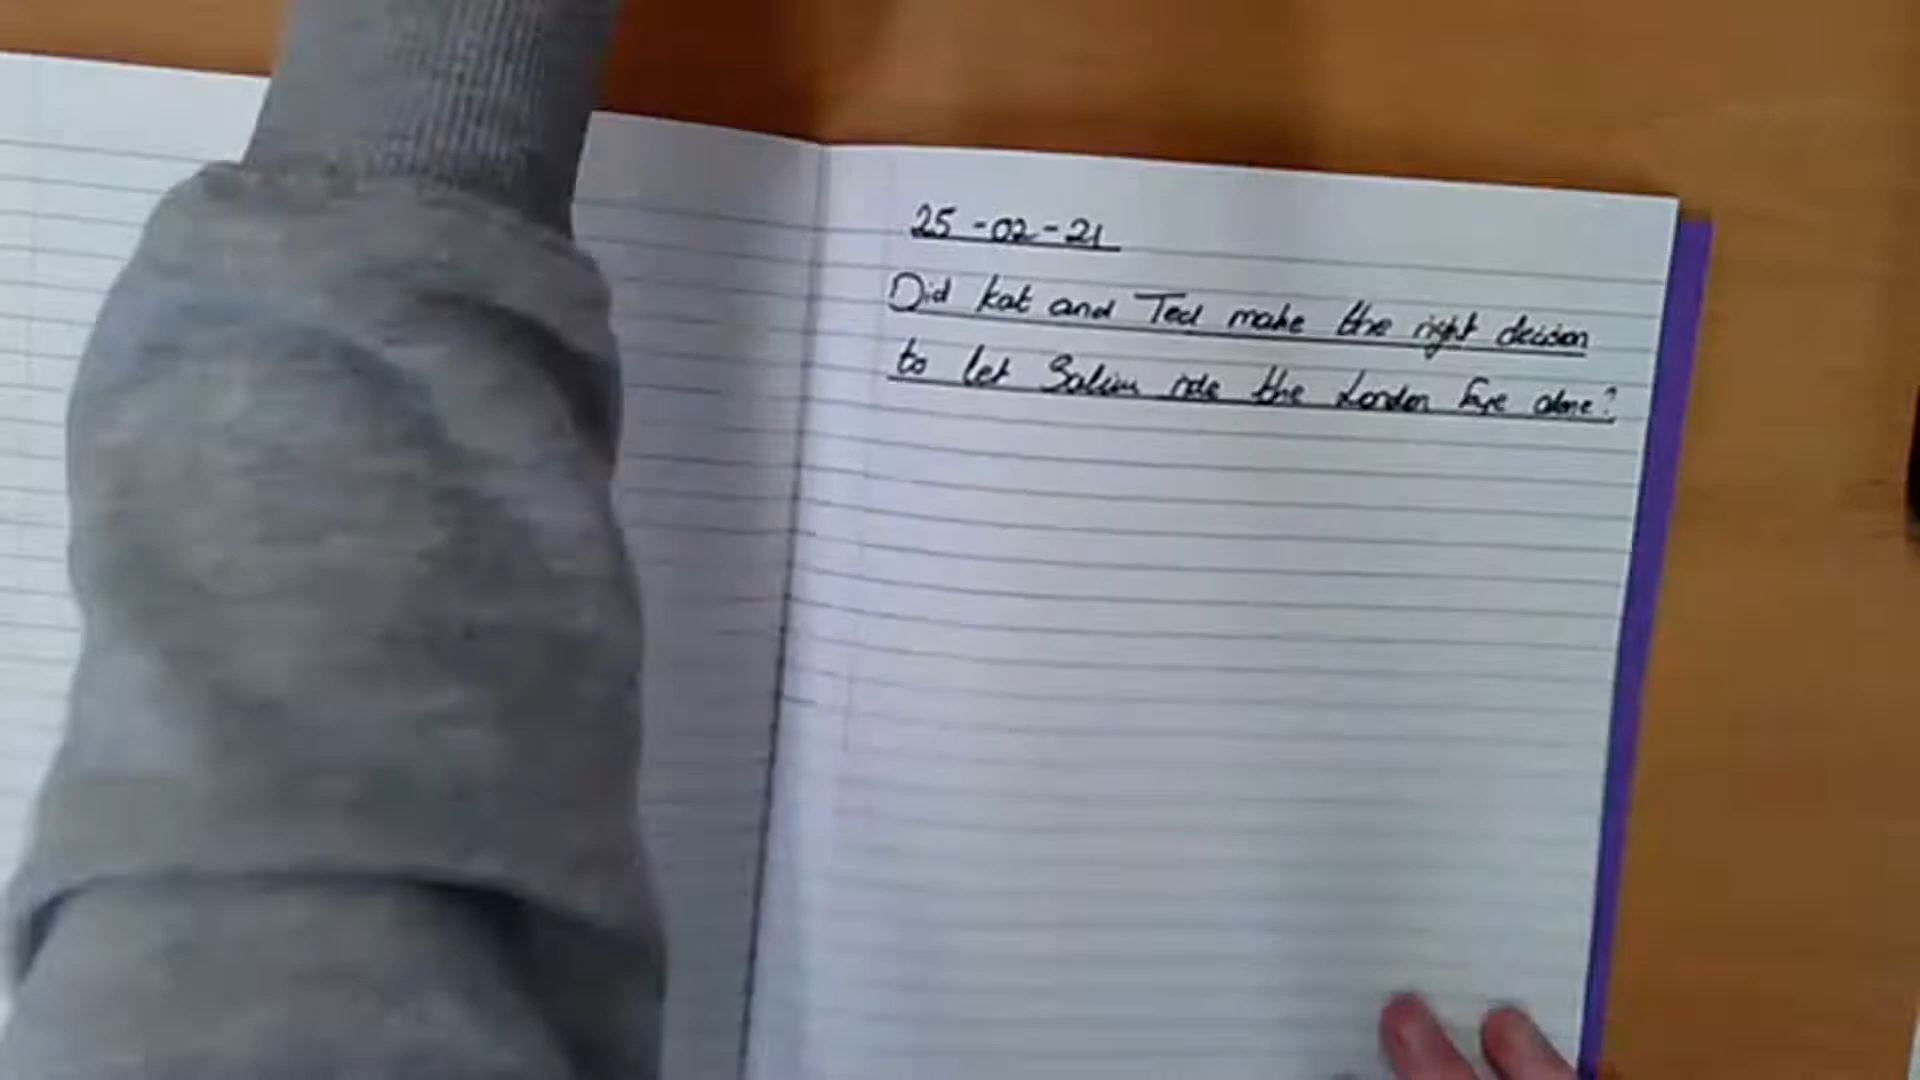 25-02-21
Did Kat and Ted make the right decision
to let Salim ride the London Eye alone?